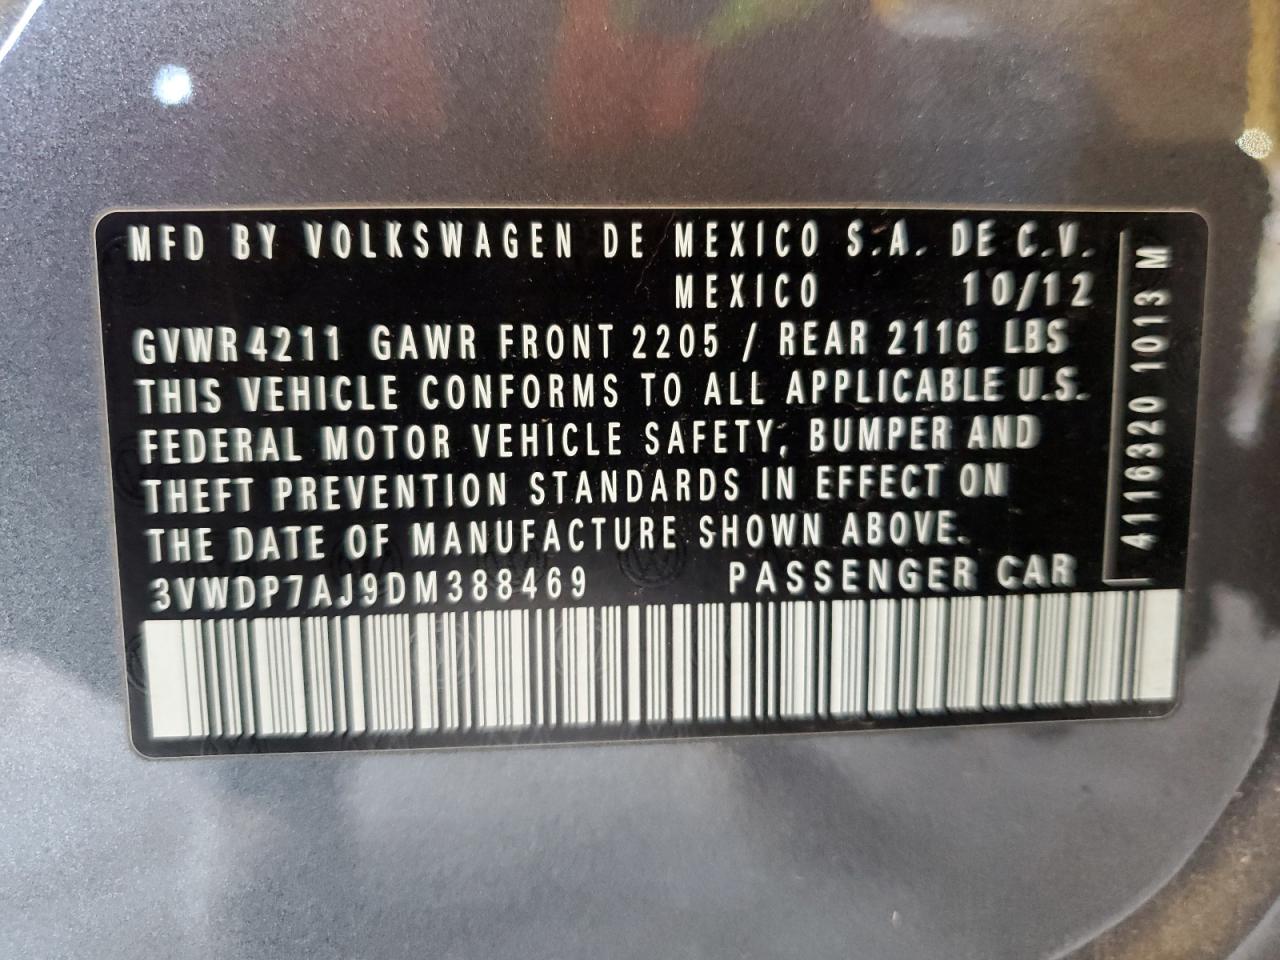 MFD BY VOLKSWAGEN DE MEXICO S.A. DE C.V.
MEXICO 10/12
GVWR 4211 GAWR FRONT 2205 / REAR 2116 LBS
THIS VEHICLE CONFORMS TO ALL APPLICABLE U.S.
FEDERAL MOTOR VEHICLE SAFETY, BUMPER AND
THEFT PREVENTION STANDARDS IN EFFECT ON
THE DATE OF MANUFACTURE SHOWN ABOVE.
3VWDP7AJ9DM388469 PASSENGER CAR
4116320 1013 M